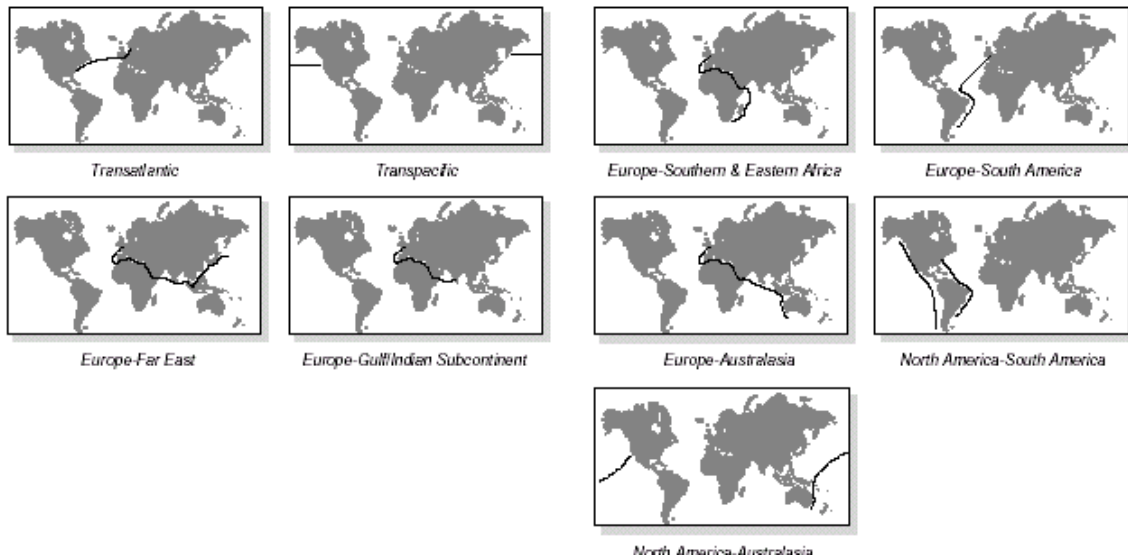 Transatlantic
Transpacific
Europe-Southern & Eastern Africa
Europe-South America
Europe-Far East
Europe-Gulf/Indian Subcontinent
Europe-Australasia
North America-South America
North America-Australasia